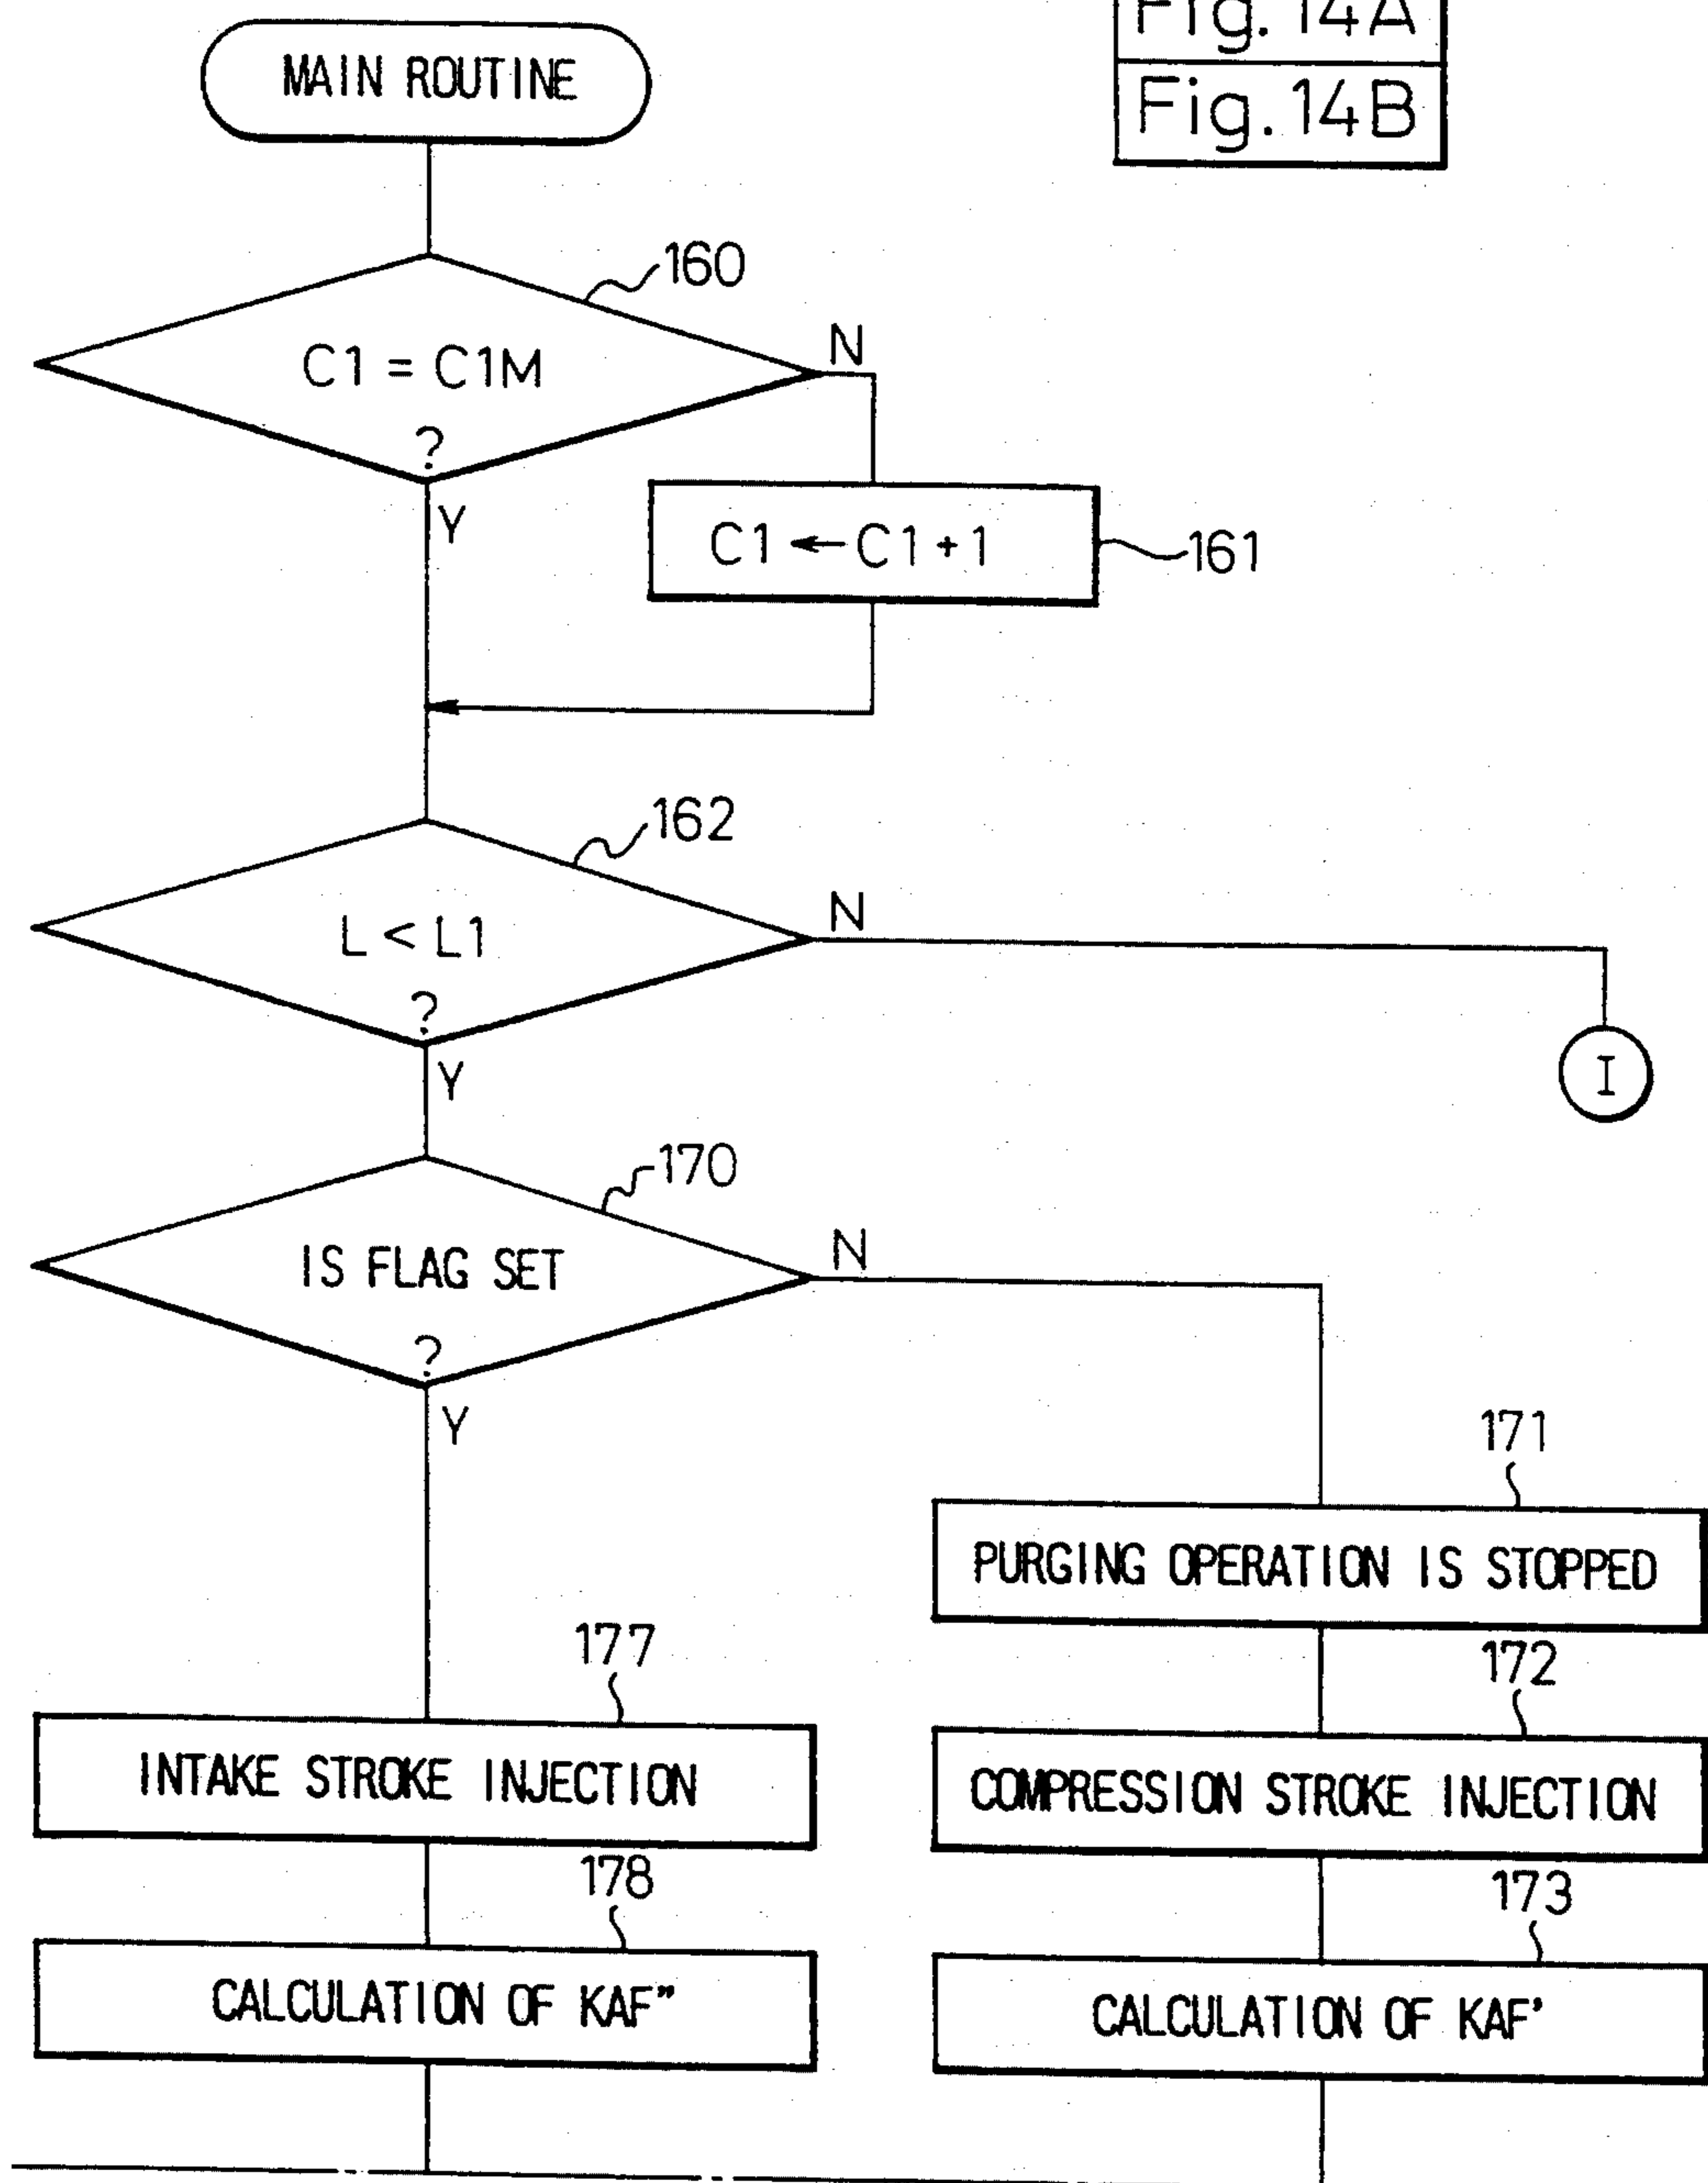 Fig. 14A
Fig. 14B
MAIN ROUTINE
160
C1 = C1M
?
N
Y
C1 ← C1 + 1
161
162
L < L1
?
N
Y
I
170
IS FLAG SET
?
N
Y
171
PURGING OPERATION IS STOPPED
177
172
INTAKE STROKE INJECTION
COMPRESSION STROKE INJECTION
178
173
CALCULATION OF KAF"
CALCULATION OF KAF'